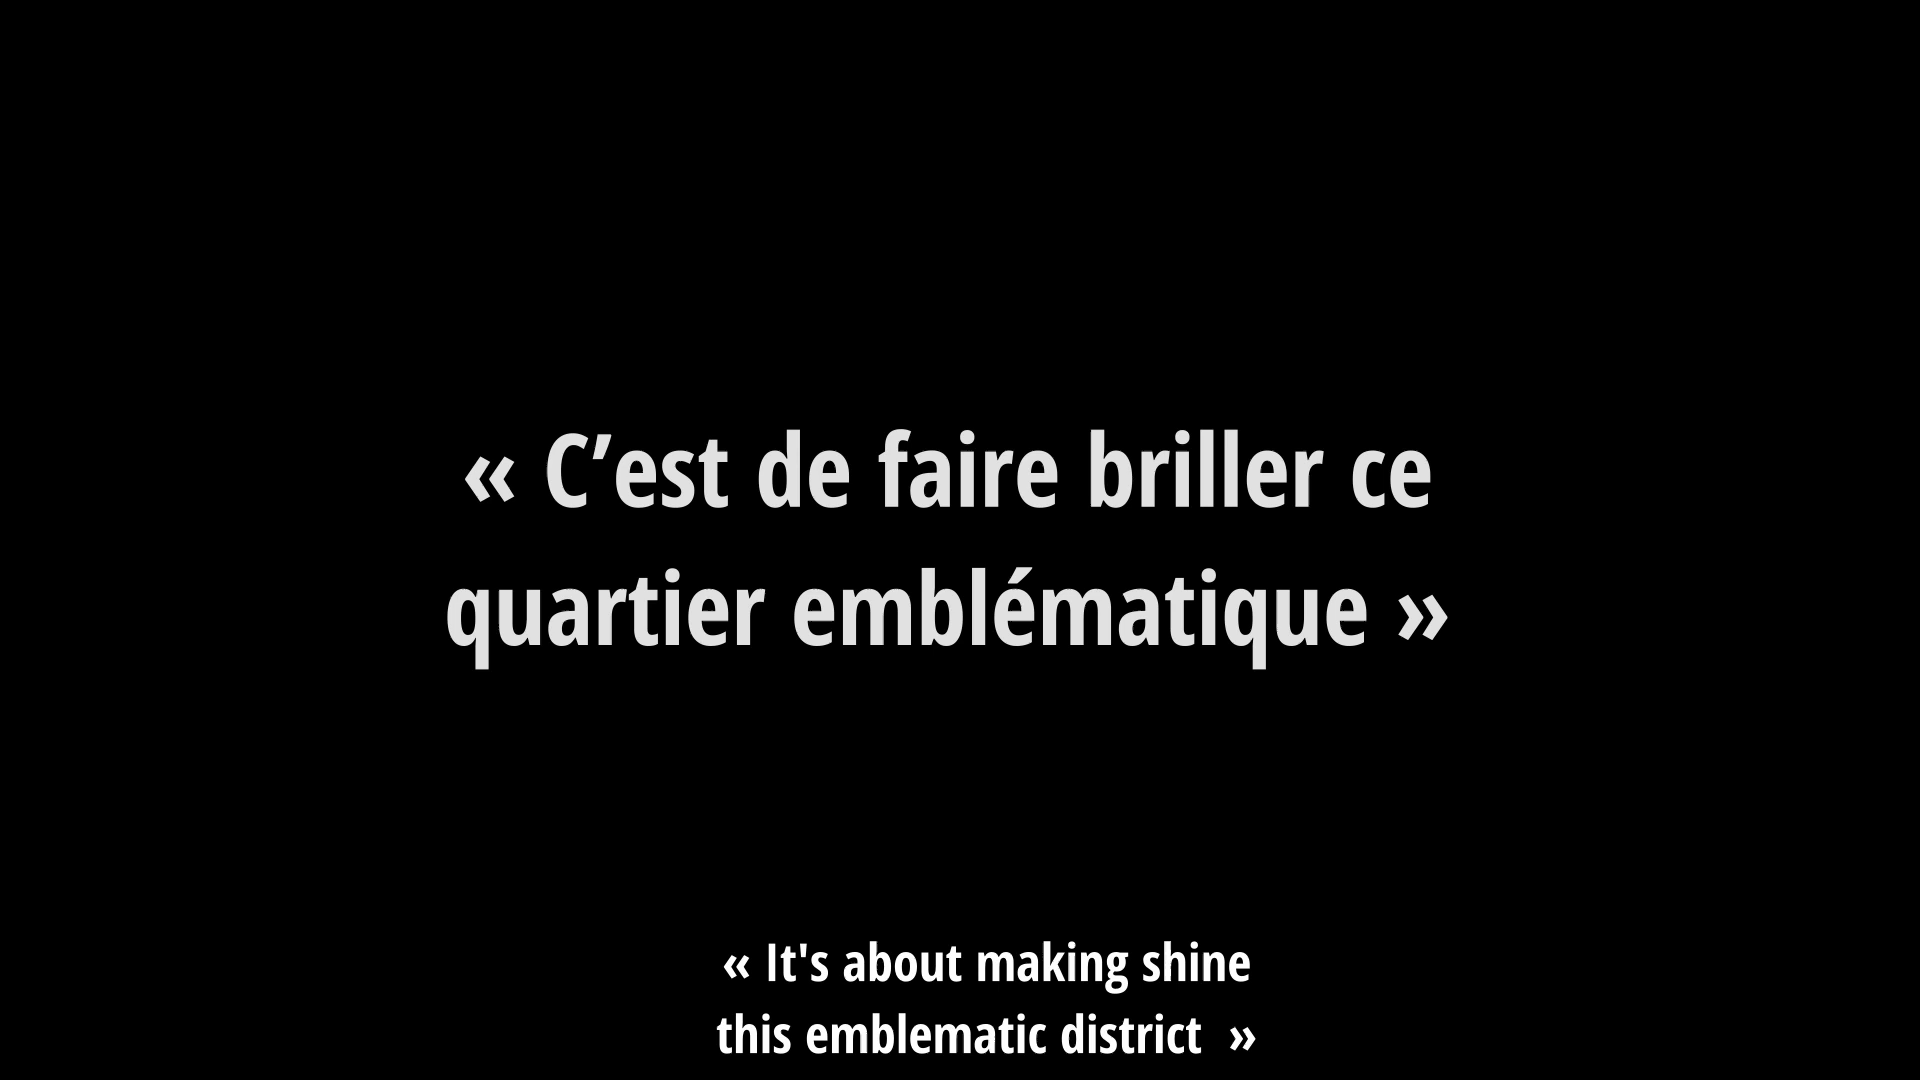 « C’est de faire briller ce
quartier emblématique »
« It's about making shine
this emblematic district  »